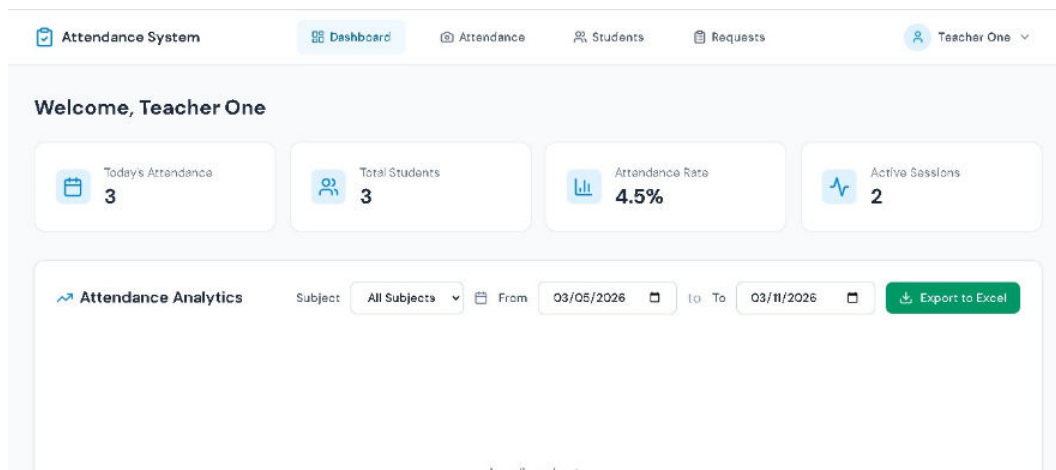 Attendance System
Dashboard
Attendance
Students
Requests
Teacher One
Welcome, Teacher One
Today's Attendance
3
Total Students
3
Attendance Rate
4.5%
Active Sessions
2
Attendance Analytics
Subject
All Subjects
From
03/05/2026
to
To
03/11/2026
Export to Excel